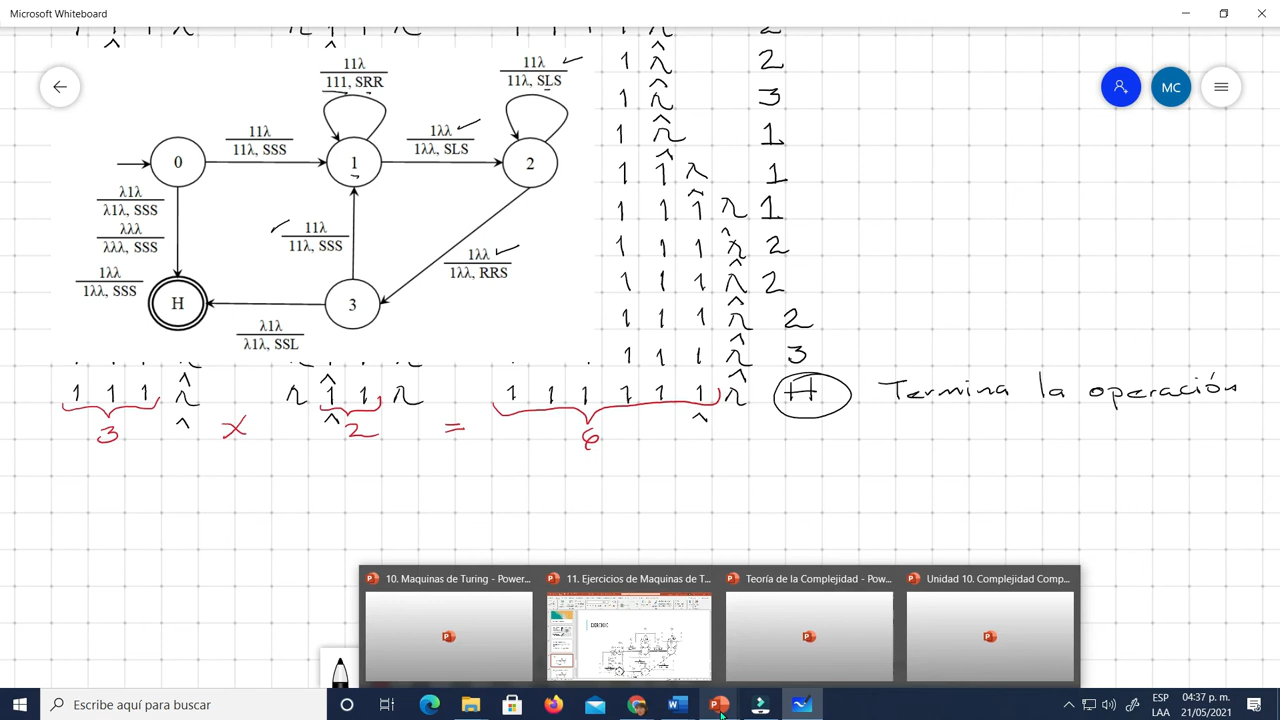 Microsoft Whiteboard
MC
11λ
111, SRR
11λ
11λ, SLS
11λ
11λ, SSS
1λλ
1λλ, SLS
0
1
2
λ1λ
λ1λ, SSS
λλλ
λλλ, SSS
1λλ
1λλ, SSS
11λ
11λ, SSS
1λλ
1λλ, RRS
H
3
λ1λ
λ1λ, SSL
1 λ 2
1 λ 3
1 λ 1
1 1 λ 1
1 1 1 λ 1
1 1 1 λ 2
1 1 1 λ 2
1 1 1 λ 2
1 1 1 λ 3
1 1 1 λ λ 1 1 λ 1 1 1 1 1 1 λ H Termina la operación
3 x 2 = 6
10. Maquinas de Turing - Power...
11. Ejercicios de Maquinas de T...
Teoría de la Complejidad - Pow...
Unidad 10. Complejidad Comp...
Escribe aquí para buscar
ESP
LAA
04:37 p. m.
21/05/2021